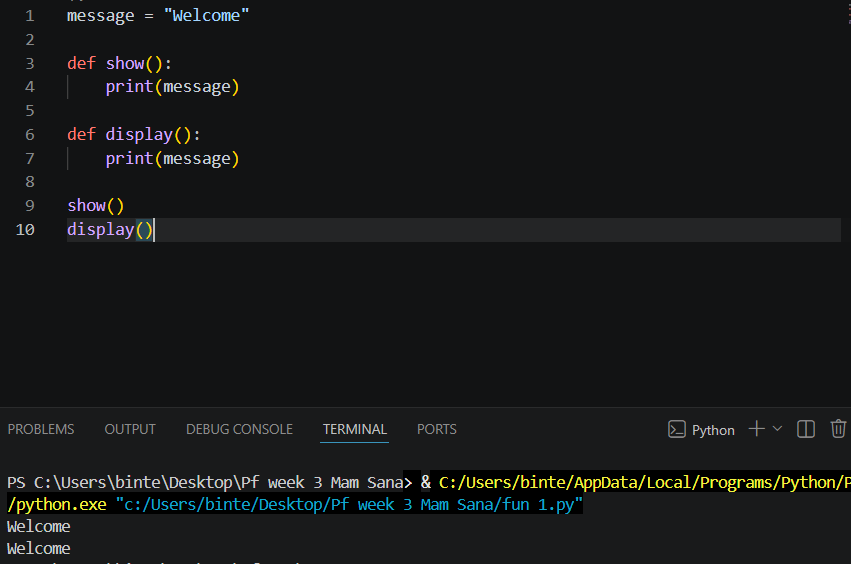 1 message = "Welcome"
2
3 def show():
4     print(message)
5
6 def display():
7     print(message)
8
9 show()
10 display()
PROBLEMS OUTPUT DEBUG CONSOLE TERMINAL PORTS Python
PS C:\Users\binte\Desktop\Pf week 3 Mam Sana> & C:/Users/binte/AppData/Local/Programs/Python/P
/python.exe "c:/Users/binte/Desktop/Pf week 3 Mam Sana/fun 1.py"
Welcome
Welcome